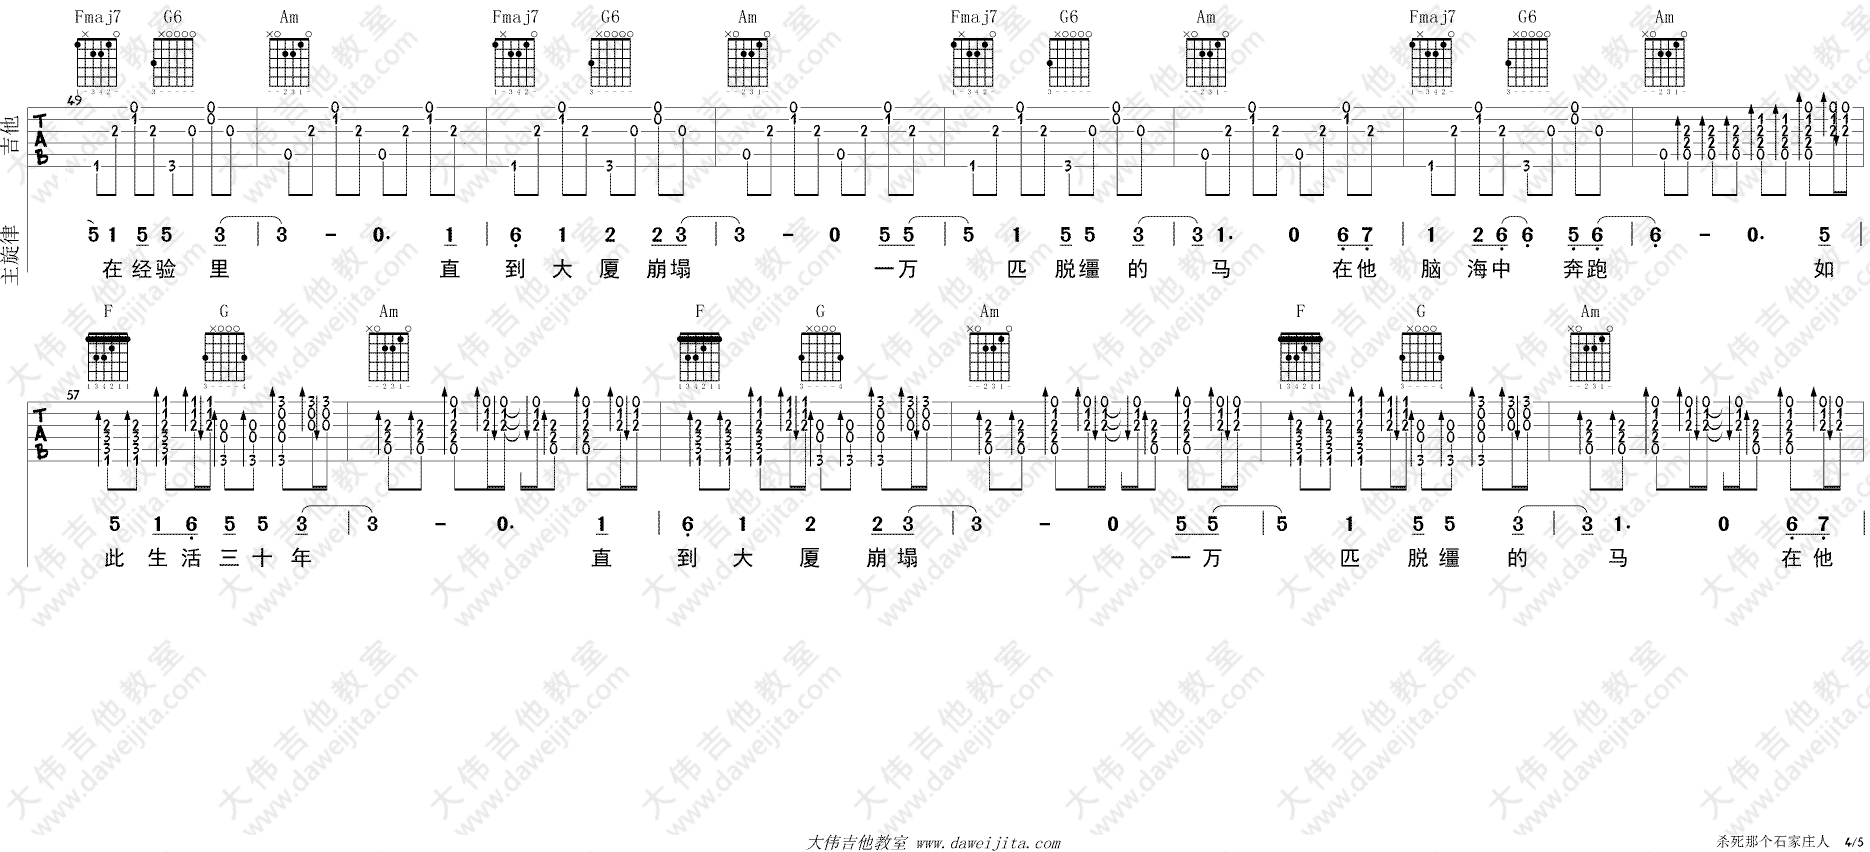 Fmaj7 G6 Am Fmaj7 G6 Am Fmaj7 G6 Am Fmaj7 G6 Am
49
吉他
TAB
主旋律
5 1 5 5 3 | 3 - 0. 1 | 6 1 2 2 3 | 3 - 0 5 5 | 5 1 5 5 3 | 3 1. 0 6 7 | 1 2 6 6 5 6 | 6 - 0. 5 |
在 经 验 里 直 到 大 厦 崩 塌 一 万 匹 脱 缰 的 马 在 他 脑 海 中 奔 跑 如
F G Am F G Am F G Am
57
TAB
5 1 6 5 5 3 | 3 - 0. 1 | 6 1 2 2 3 | 3 - 0 5 5 | 5 1 5 5 3 | 3 1. 0 6 7 |
此 生 活 三 十 年 直 到 大 厦 崩 塌 一 万 匹 脱 缰 的 马 在 他
大伟吉他教室 www.daweijita.com
杀死那个石家庄人 4/5